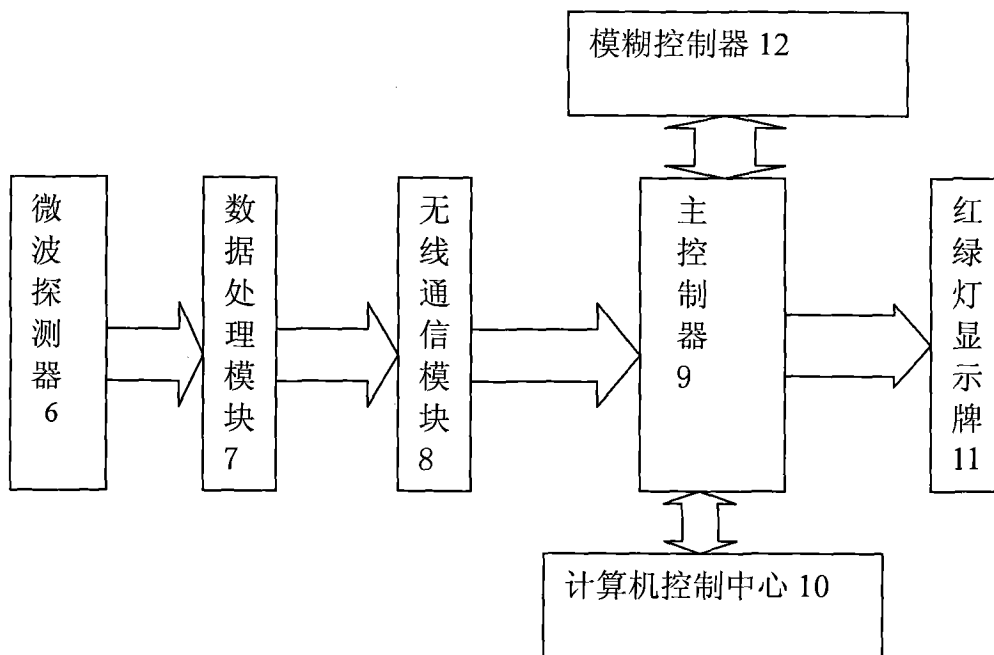 模糊控制器 12
微波探测器 6
数据处理模块 7
无线通信模块 8
主控制器 9
红绿灯显示牌 11
计算机控制中心 10